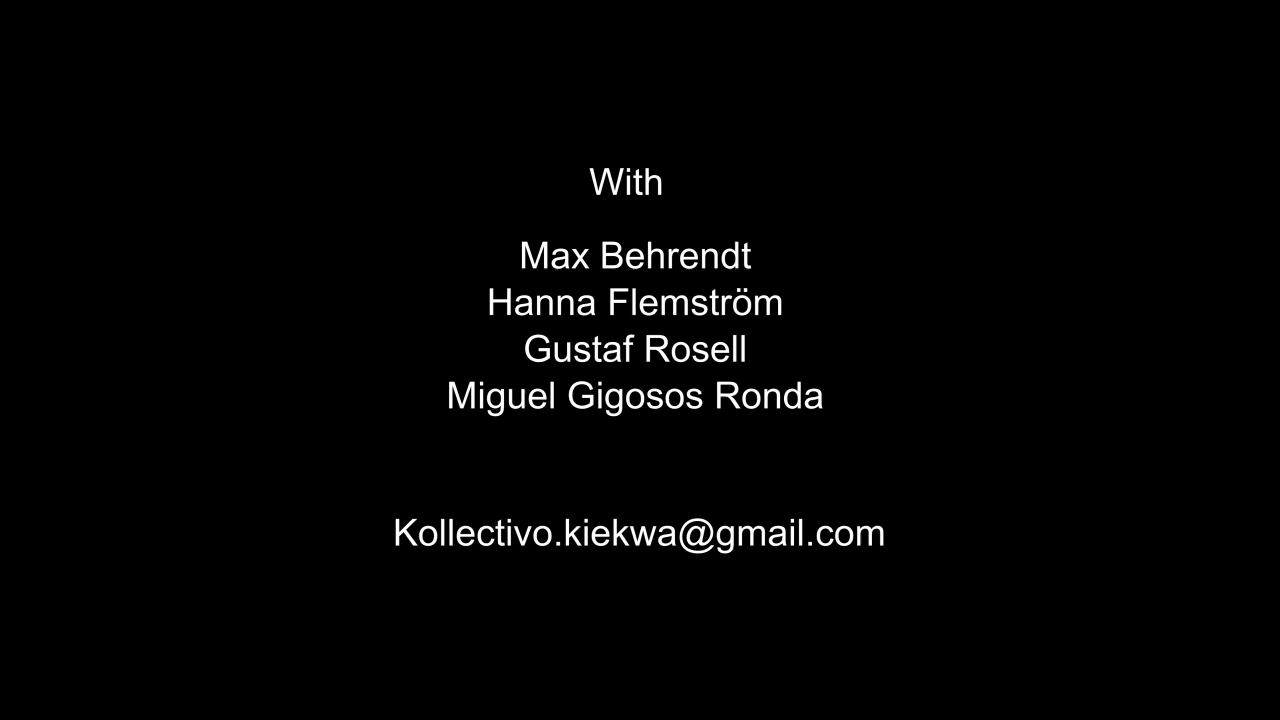 With
Max Behrendt
Hanna Flemström
Gustaf Rosell
Miguel Gigosos Ronda
Kollectivo.kiekwa@gmail.com